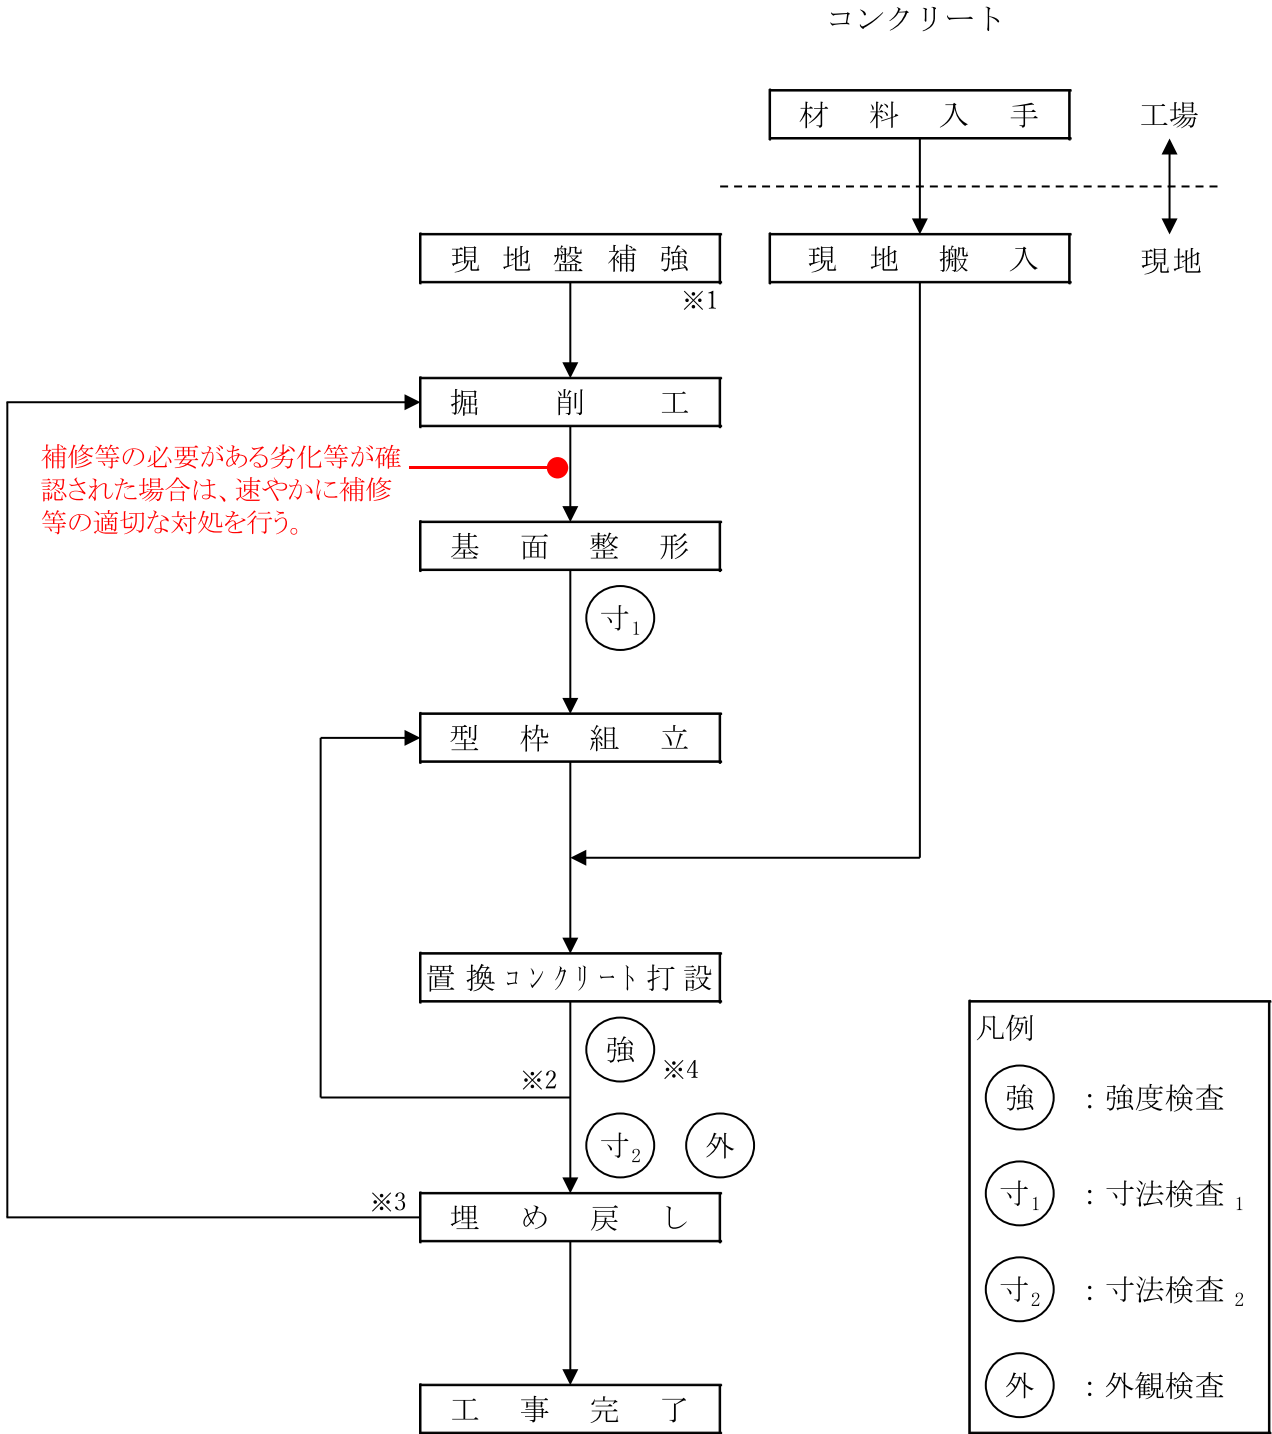 コンクリート
材料入手
工場
現地盤補強
現地搬入
現地
※1
掘削工
補修等の必要がある劣化等が確
認された場合は、速やかに補修
等の適切な対処を行う。
基面整形
寸1
型枠組立
置換コンクリート打設
強
※4
※2
寸2
外
※3
埋め戻し
工事完了
凡例
強：強度検査
寸1：寸法検査1
寸2：寸法検査2
外：外観検査